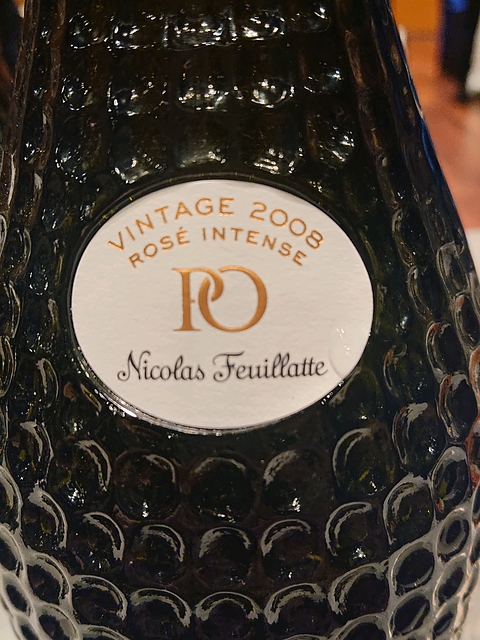 VINTAGE 2008
ROSÉ INTENSE
PO
Nicolas Feuillatte